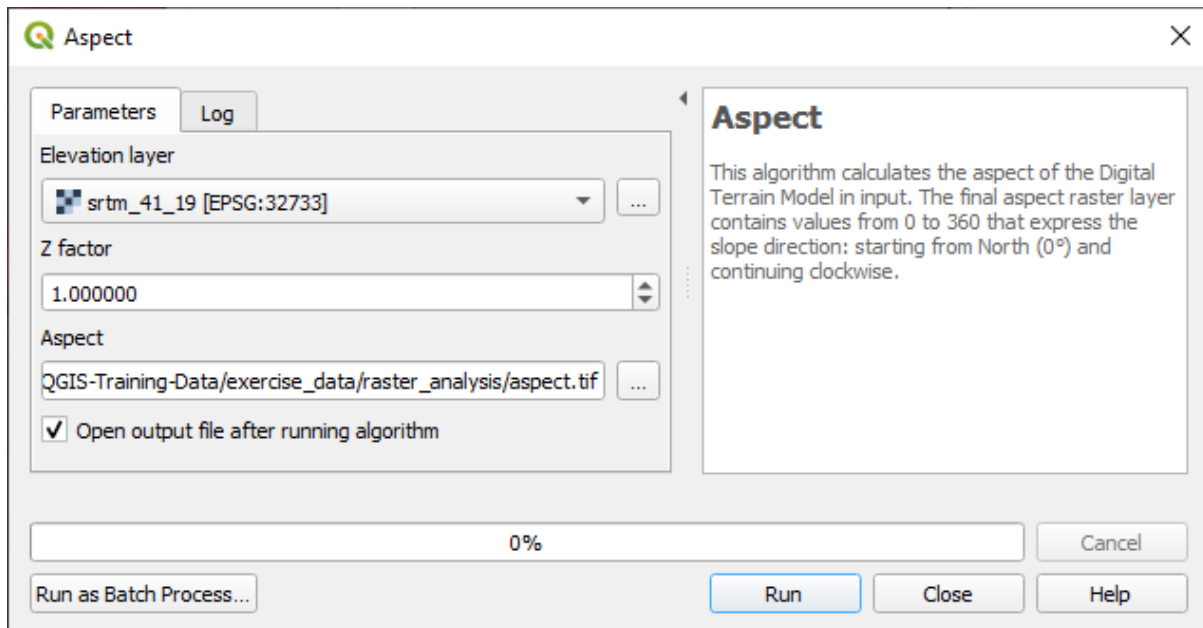 Aspect
Parameters
Log
Elevation layer
srtm_41_19 [EPSG:32733]
...
Z factor
1.000000
Aspect
QGIS-Training-Data/exercise_data/raster_analysis/aspect.tif
...
Open output file after running algorithm
Aspect
This algorithm calculates the aspect of the Digital
Terrain Model in input. The final aspect raster layer
contains values from 0 to 360 that express the
slope direction: starting from North (0°) and
continuing clockwise.
0%
Cancel
Run as Batch Process...
Run
Close
Help